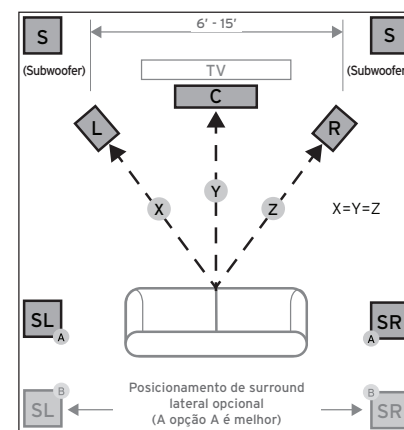 6' - 15'
S
S
(Subwoofer)
(Subwoofer)
TV
C
L
R
Y
X
Z
X=Y=Z
SL
A
SR
A
Posicionamento de surround
lateral opcional
(A opção A é melhor)
B
SL
B
SR